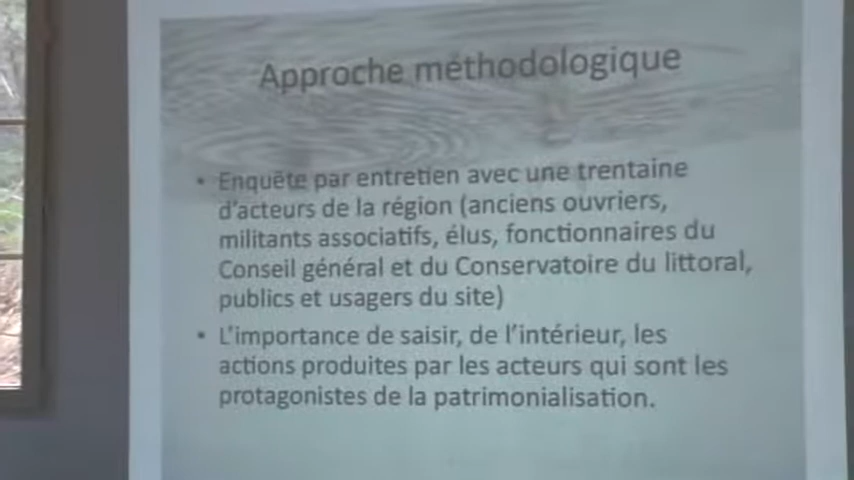 Approche méthodologique
• Enquête par entretien avec une trentaine
d'acteurs de la région (anciens ouvriers,
militants associatifs, élus, fonctionnaires du
Conseil général et du Conservatoire du littoral,
publics et usagers du site)
• L'importance de saisir, de l'intérieur, les
actions produites par les acteurs qui sont les
protagonistes de la patrimonialisation.